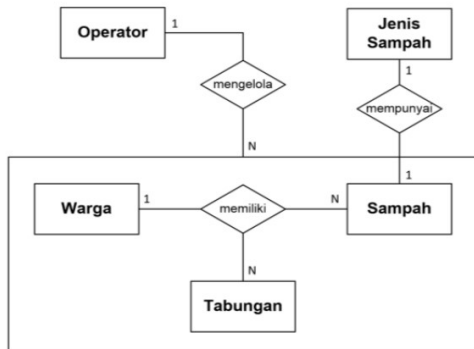 Operator
1
Jenis
Sampah
1
mengelola
mempunyai
N
1
Warga
1
memiliki
N
Sampah
N
Tabungan